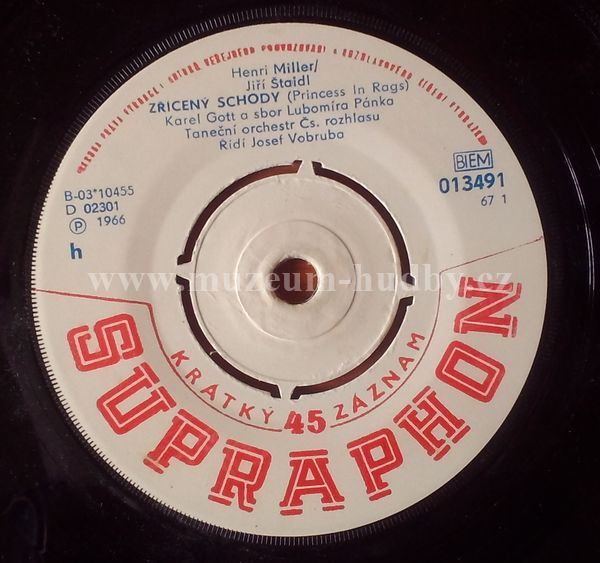 Henri Miller/
Jiří Štaidl
ZŘÍCENÝ SCHODY (Princess In Rags)
Karel Gott a sbor Lubomíra Pánka
Taneční orchestr Čs. rozhlasu
Řídí Josef Vobruba
B-03*10455
D 02301
Ⓟ 1966
h
BIEM
013491
67 1
www.muzeum-hudby.cz
KRÁTKÝ 45 ZÁZNAM
SUPRAPHON